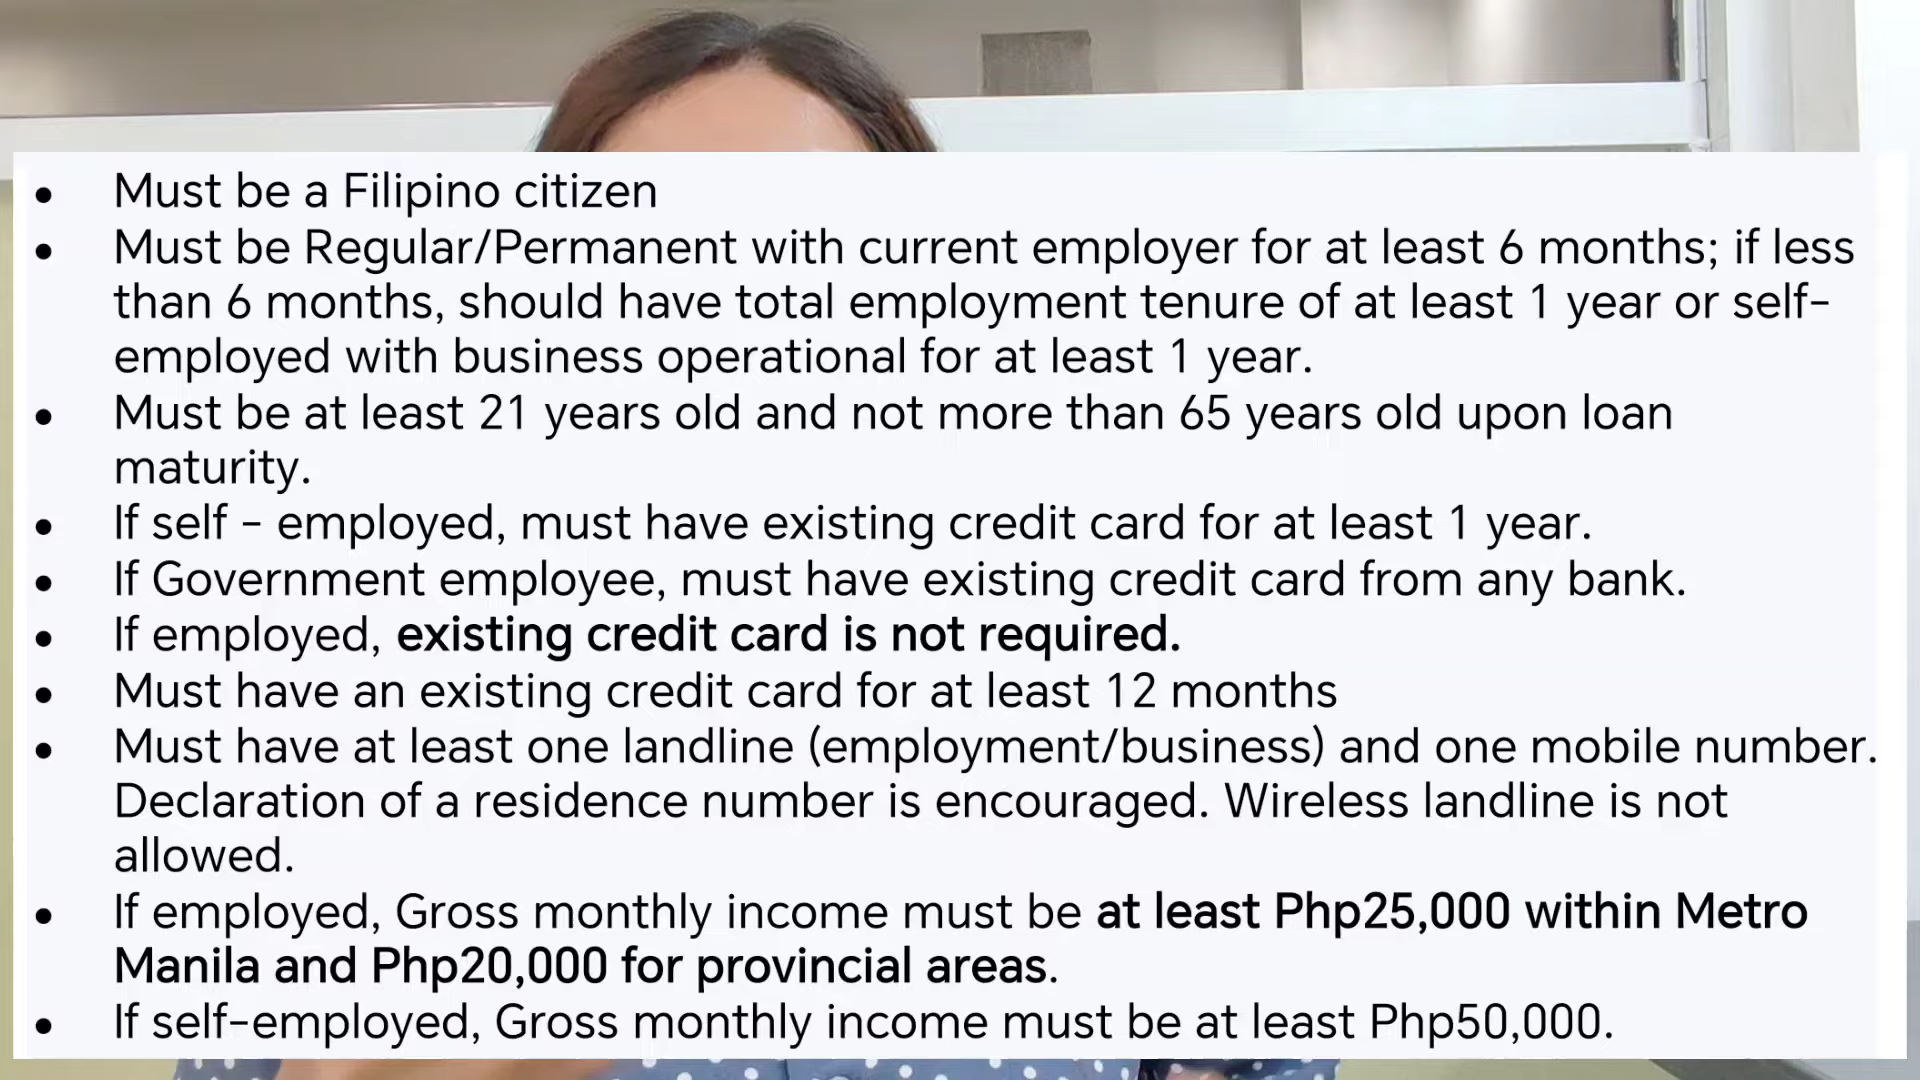 • Must be a Filipino citizen
• Must be Regular/Permanent with current employer for at least 6 months; if less
than 6 months, should have total employment tenure of at least 1 year or self-
employed with business operational for at least 1 year.
• Must be at least 21 years old and not more than 65 years old upon loan
maturity.
• If self - employed, must have existing credit card for at least 1 year.
• If Government employee, must have existing credit card from any bank.
• If employed, existing credit card is not required.
• Must have an existing credit card for at least 12 months
• Must have at least one landline (employment/business) and one mobile number.
Declaration of a residence number is encouraged. Wireless landline is not
allowed.
• If employed, Gross monthly income must be at least Php25,000 within Metro
Manila and Php20,000 for provincial areas.
• If self-employed, Gross monthly income must be at least Php50,000.